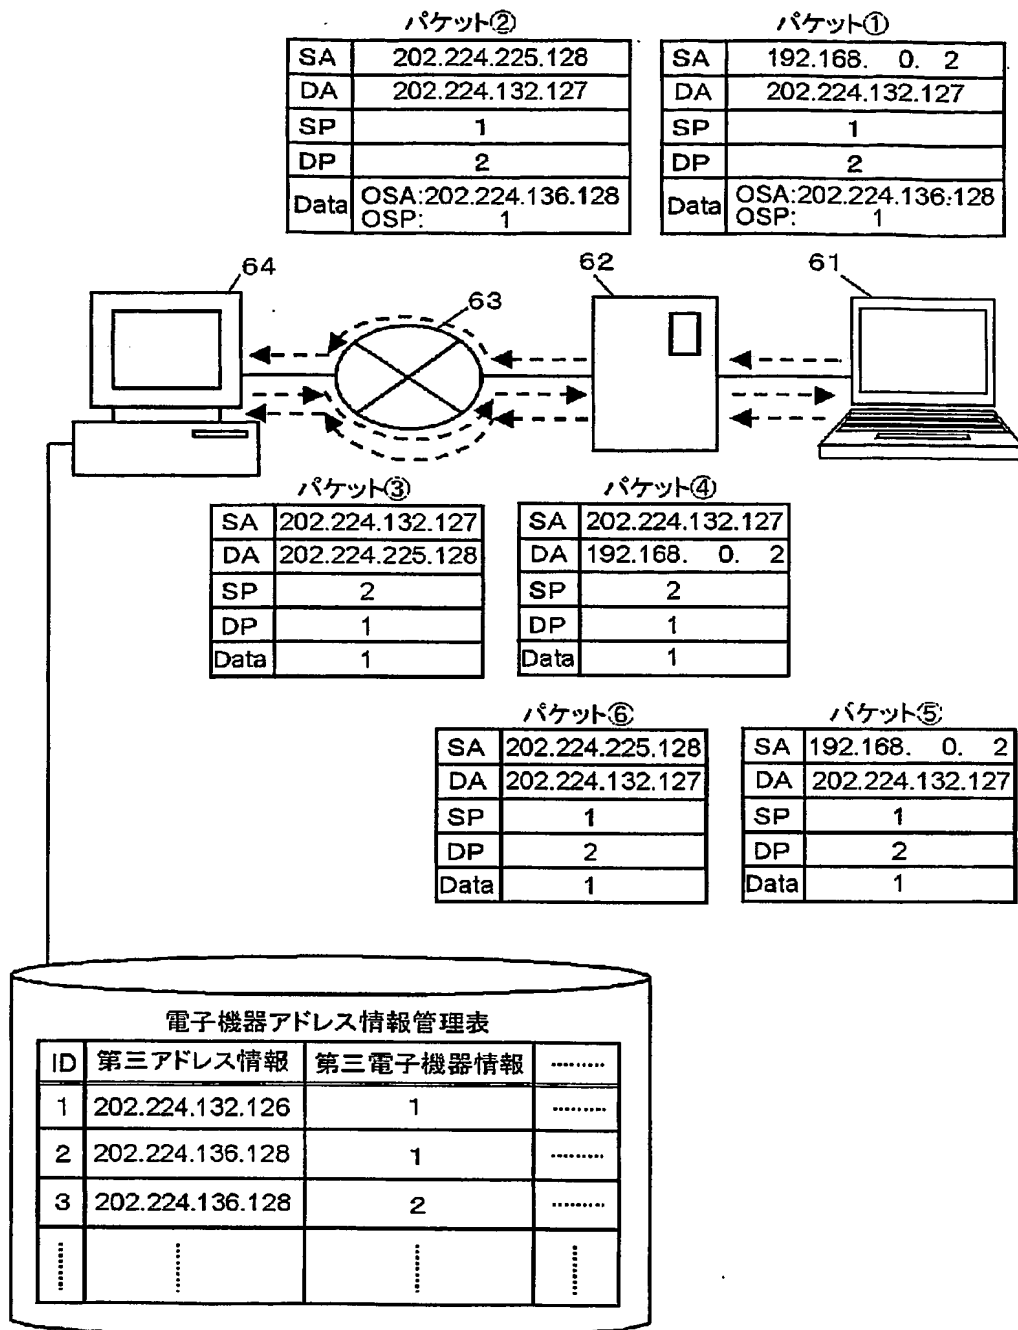 パケット②
SA 202.224.225.128
DA 202.224.132.127
SP 1
DP 2
Data OSA:202.224.136.128
OSP: 1
パケット①
SA 192.168. 0. 2
DA 202.224.132.127
SP 1
DP 2
Data OSA:202.224.136.128
OSP: 1
64
63
62
61
パケット③
SA 202.224.132.127
DA 202.224.225.128
SP 2
DP 1
Data 1
パケット④
SA 202.224.132.127
DA 192.168. 0. 2
SP 2
DP 1
Data 1
パケット⑥
SA 202.224.225.128
DA 202.224.132.127
SP 1
DP 2
Data 1
パケット⑤
SA 192.168. 0. 2
DA 202.224.132.127
SP 1
DP 2
Data 1
電子機器アドレス情報管理表
ID 第三アドレス情報 第三電子機器情報 ………
1 202.224.132.126 1 ………
2 202.224.136.128 1 ………
3 202.224.136.128 2 ………